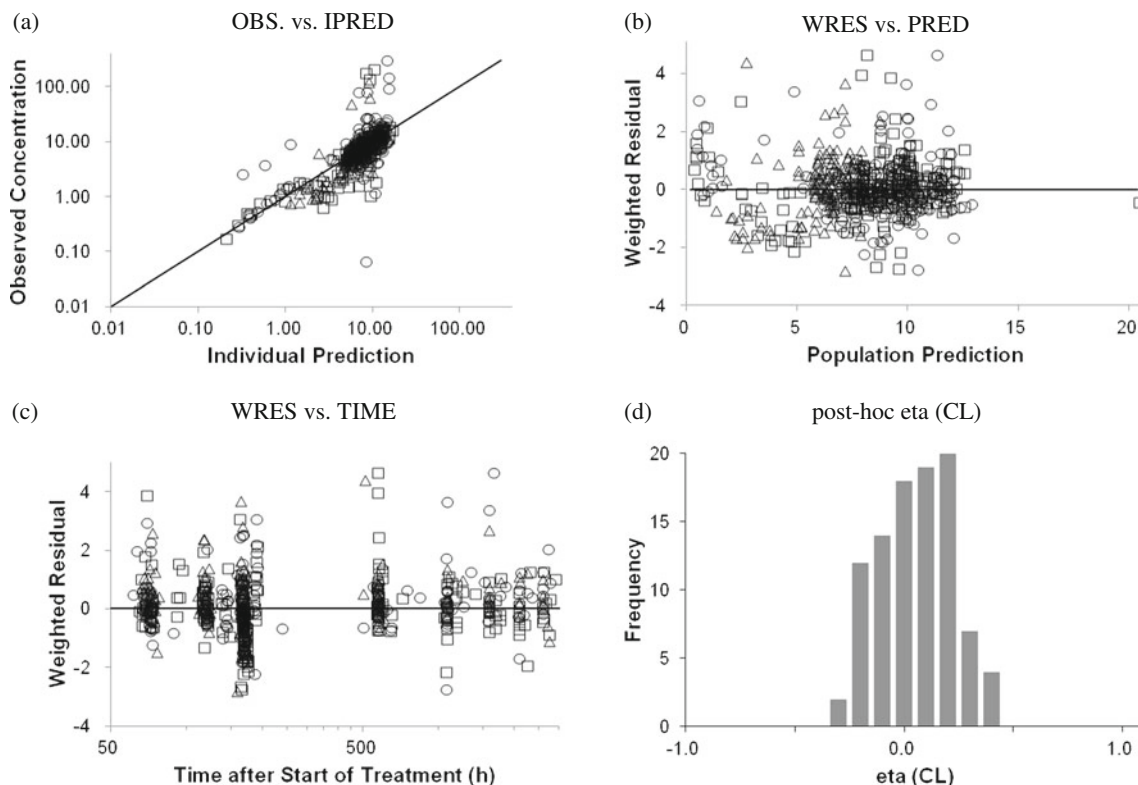 (a) OBS. vs. IPRED
Observed Concentration
100.00
10.00
1.00
0.10
0.01
0.01 0.10 1.00 10.00 100.00
Individual Prediction
(b) WRES vs. PRED
Weighted Residual
4
2
0
-2
-4
0 5 10 15 20
Population Prediction
(c) WRES vs. TIME
Weighted Residual
4
2
0
-2
-4
50 500
Time after Start of Treatment (h)
(d) post-hoc eta (CL)
Frequency
20
15
10
5
0
-1.0 0.0 1.0
eta (CL)